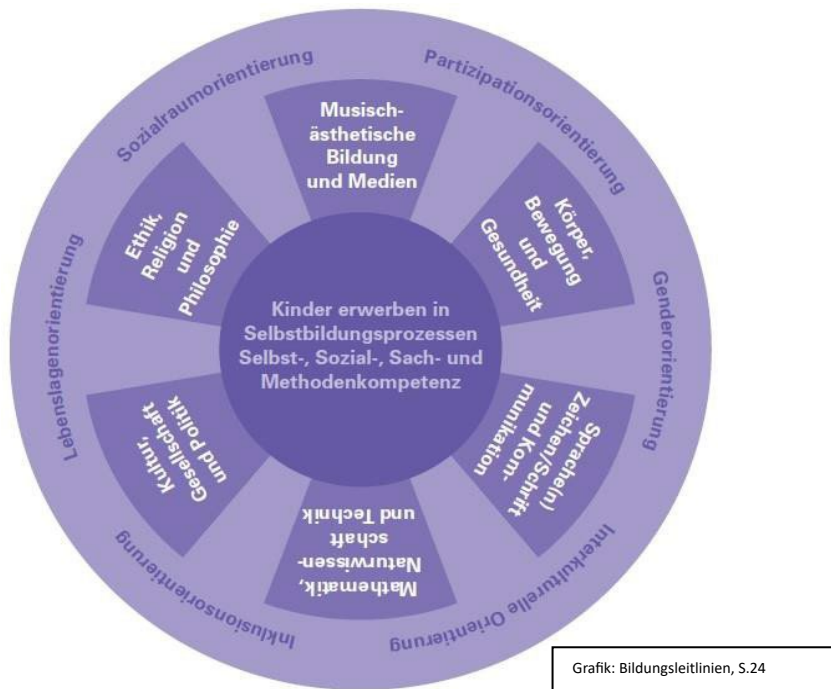 Sozialraumorientierung
Partizipationsorientierung
Genderorientierung
Interkulturelle Orientierung
Inklusionsorientierung
Lebenslagenorientierung
Musisch-
ästhetische
Bildung
und Medien
Körper,
Bewegung
und
Gesundheit
Sprache(n)
Zeichen/Schrift
und Kom-
munikation
Mathematik,
Naturwissen-
schaft
und Technik
Kultur,
Gesellschaft
und Politik
Ethik,
Religion
und
Philosophie
Kinder erwerben in
Selbstbildungsprozessen
Selbst-, Sozial-, Sach- und
Methodenkompetenz
Grafik: Bildungsleitlinien, S.24